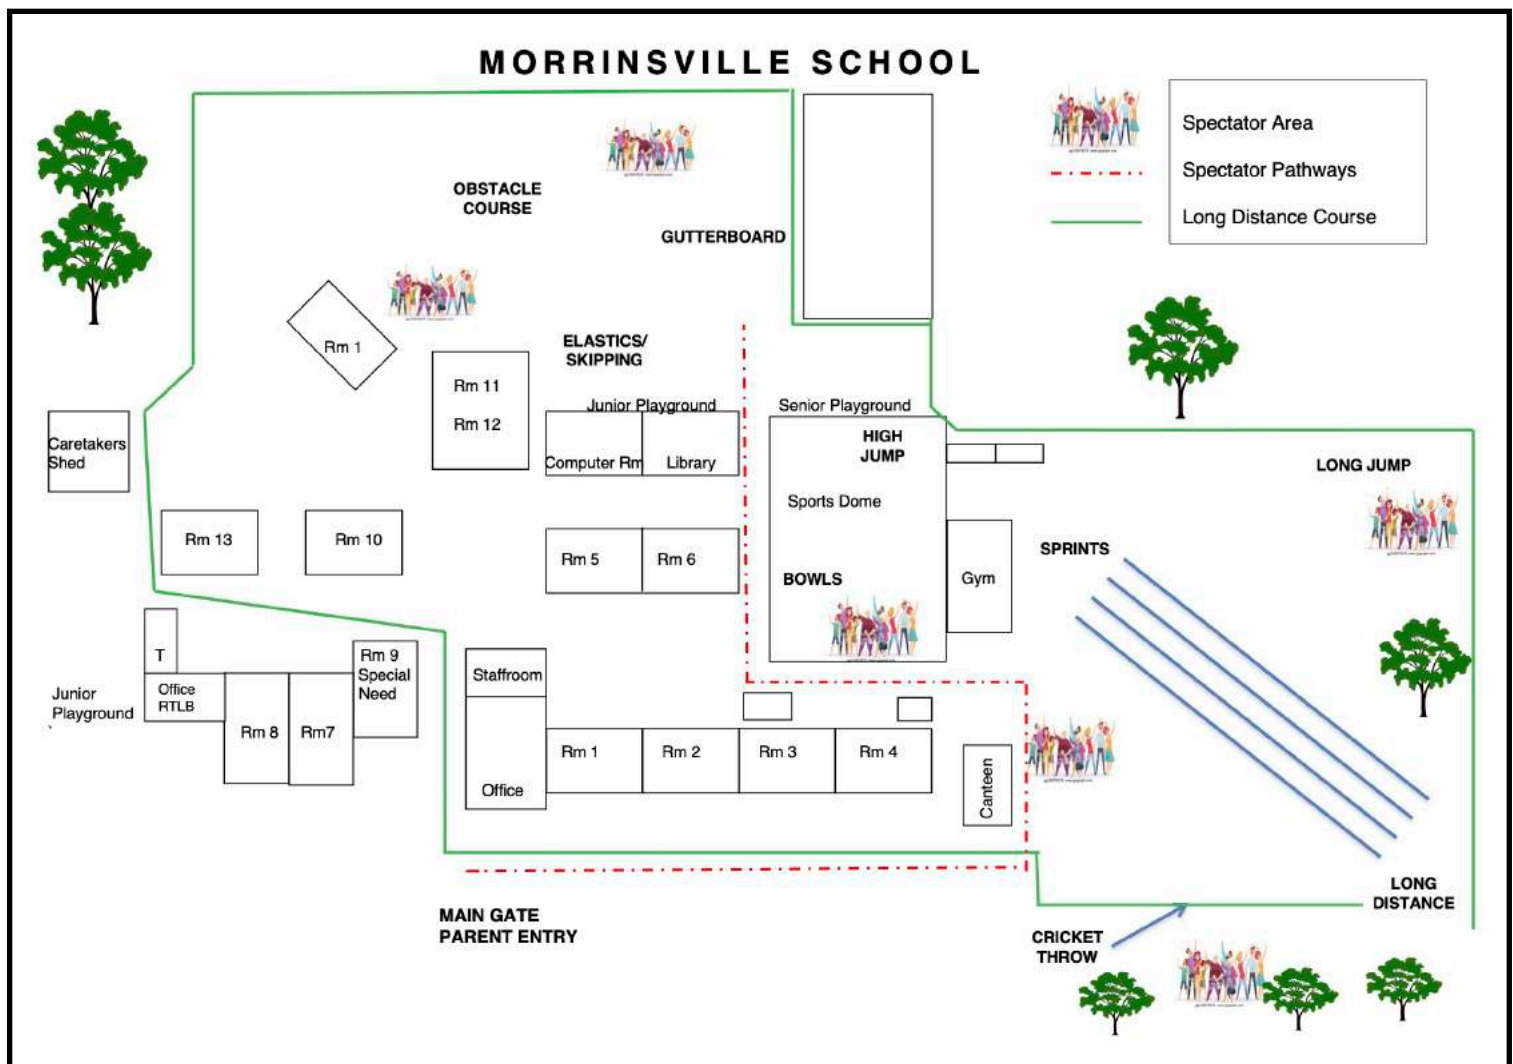 MORRINSVILLE SCHOOL
Spectator Area
Spectator Pathways
Long Distance Course
OBSTACLE
COURSE
GUTTERBOARD
Rm 1
ELASTICS/
SKIPPING
Rm 11
Rm 12
Junior Playground
Senior Playground
Computer Rm
Library
HIGH
JUMP
Sports Dome
LONG JUMP
Caretakers
Shed
Rm 13
Rm 10
Rm 5
Rm 6
BOWLS
Gym
SPRINTS
T
Office
RTLB
Junior
Playground
Rm 8
Rm7
Rm 9
Special
Need
Staffroom
Office
Rm 1
Rm 2
Rm 3
Rm 4
Canteen
LONG
DISTANCE
MAIN GATE
PARENT ENTRY
CRICKET
THROW